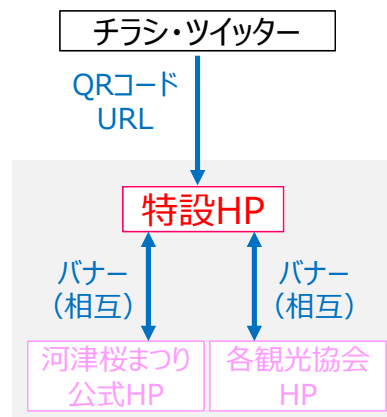 チラシ・ツイッター
QRコード
URL
特設HP
バナー
（相互）
バナー
（相互）
河津桜まつり
公式HP
各観光協会
HP